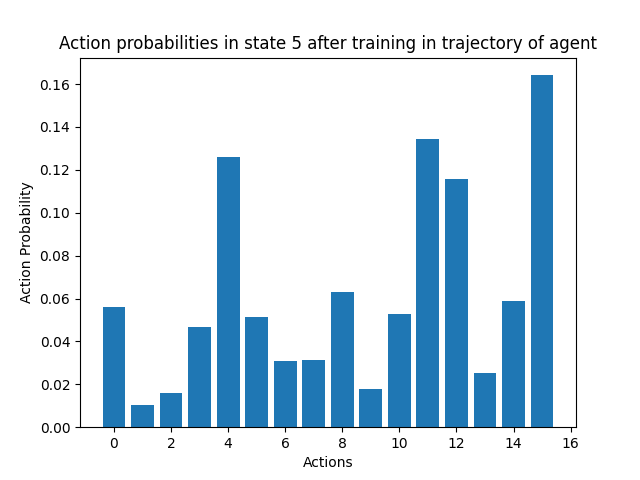 Action probabilities in state 5 after training in trajectory of agent
0.16
0.14
0.12
0.10
0.08
0.06
0.04
0.02
0.00
Action Probability
0 2 4 6 8 10 12 14 16
Actions